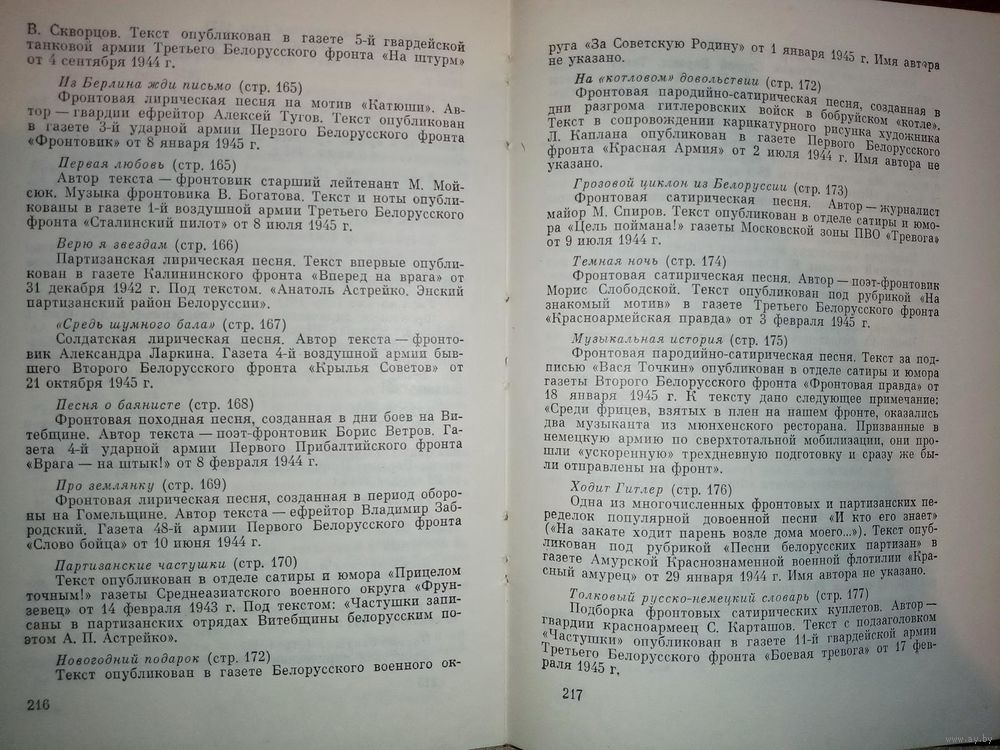 В. Скворцов. Текст опубликован в газете 5-й гвардейской
танковой армии Третьего Белорусского фронта «На штурм»
от 4 сентября 1944 г.
Из Берлина жди письмо (стр. 165)
Фронтовая лирическая песня на мотив «Катюши». Ав-
тор — гвардии ефрейтор Алексей Тугов. Текст опубликован
в газете 3-й ударной армии Первого Белорусского фронта
«Фронтовик» от 8 января 1945 г.
Первая любовь (стр. 165)
Автор текста — фронтовик старший лейтенант М. Мой-
сюк. Музыка фронтовика В. Богатова. Текст и ноты опубли-
кованы в газете 1-й воздушной армии Третьего Белорусского
фронта «Сталинский пилот» от 8 июля 1945 г.
Верю я звездам (стр. 166)
Партизанская лирическая песня. Текст впервые опубли-
кован в газете Калининского фронта «Вперед на врага» от
31 декабря 1942 г. Под текстом. «Анатоль Астрейко. Энский
партизанский район Белоруссии».
«Средь шумного бала» (стр. 167)
Солдатская лирическая песня. Автор текста — фронто-
вик Александра Ларкина. Газета 4-й воздушной армии быв-
шего Второго Белорусского фронта «Крылья Советов» от
21 октября 1945 г.
Песня о баянисте (стр. 168)
Фронтовая походная песня, созданная в дни боев на Ви-
тебщине. Автор текста — поэт-фронтовик Борис Ветров. Га-
зета 4-й ударной армии Первого Прибалтийского фронта
«Врага — на штык!» от 8 февраля 1944 г.
Про землянку (стр. 169)
Фронтовая лирическая песня, созданная в период оборо-
ны на Гомельщине. Автор текста — ефрейтор Владимир Заб-
родский. Газета 48-й армии Первого Белорусского фронта
«Слово бойца» от 10 июня 1944 г.
Партизанские частушки (стр. 170)
Текст опубликован в отделе сатиры и юмора «Прицелом
точным!» газеты Среднеазиатского военного округа «Фрун-
зевец» от 14 февраля 1943 г. Под текстом: «Частушки запи-
саны в партизанских отрядах Витебщины белорусским по-
этом А. П. Астрейко».
Новогодний подарок (стр. 172)
Текст опубликован в газете Белорусского военного ок-
216
руга «За Советскую Родину» от 1 января 1945 г. Имя автора
не указано.
На «котловом» довольствии (стр. 172)
Фронтовая пародийно-сатирическая песня, созданная в
дни разгрома гитлеровских войск в бобруйском «котле».
Текст в сопровождении карикатурного рисунка художника
Л. Каплана опубликован в газете Первого Белорусского
фронта «Красная Армия» от 2 июля 1944 г. Имя автора не
указано.
Грозовой циклон из Белоруссии (стр. 173)
Фронтовая сатирическая песня. Автор — журналист
майор М. Спиров. Текст опубликован в отделе сатиры и юмо-
ра «Цель поймана!» газеты Московской зоны ПВО «Тревога»
от 9 июля 1944 г.
Темная ночь (стр. 174)
Фронтовая сатирическая песня. Автор — поэт-фронтовик
Морис Слободской. Текст опубликован под рубрикой «На
знакомый мотив» в газете Третьего Белорусского фронта
«Красноармейская правда» от 3 февраля 1945 г.
Музыкальная история (стр. 175)
Фронтовая пародийно-сатирическая песня. Текст за под-
писью «Вася Точкин» опубликован в отделе сатиры и юмора
газеты Второго Белорусского фронта «Фронтовая правда» от
18 января 1945 г. К тексту дано следующее примечание:
«Среди фрицев, взятых в плен на нашем фронте, оказались
два музыканта из мюнхенского ресторана. Призванные в
немецкую армию по сверхтотальной мобилизации, они про-
шли «ускоренную» трехдневную подготовку и сразу же бы-
ли отправлены на фронт».
Ходит Гитлер (стр. 176)
Одна из многочисленных фронтовых и партизанских пе-
ределок популярной довоенной песни «И кто его знает»
(«На закате ходит парень возле дома моего...»). Текст опуб-
ликован под рубрикой «Песни белорусских партизан» в
газете Амурской Краснознаменной военной флотилии «Кра-
сный амурец» от 29 января 1944 г. Имя автора не указано.
Толковый русско-немецкий словарь (стр. 177)
Подборка фронтовых сатирических куплетов. Автор —
гвардии красноармеец С. Карташов. Текст с подзаголовком
«Частушки» опубликован в газете 11-й гвардейской армии
Третьего Белорусского фронта «Боевая тревога» от 17 фев-
раля 1945 г.
217
www.ay.by